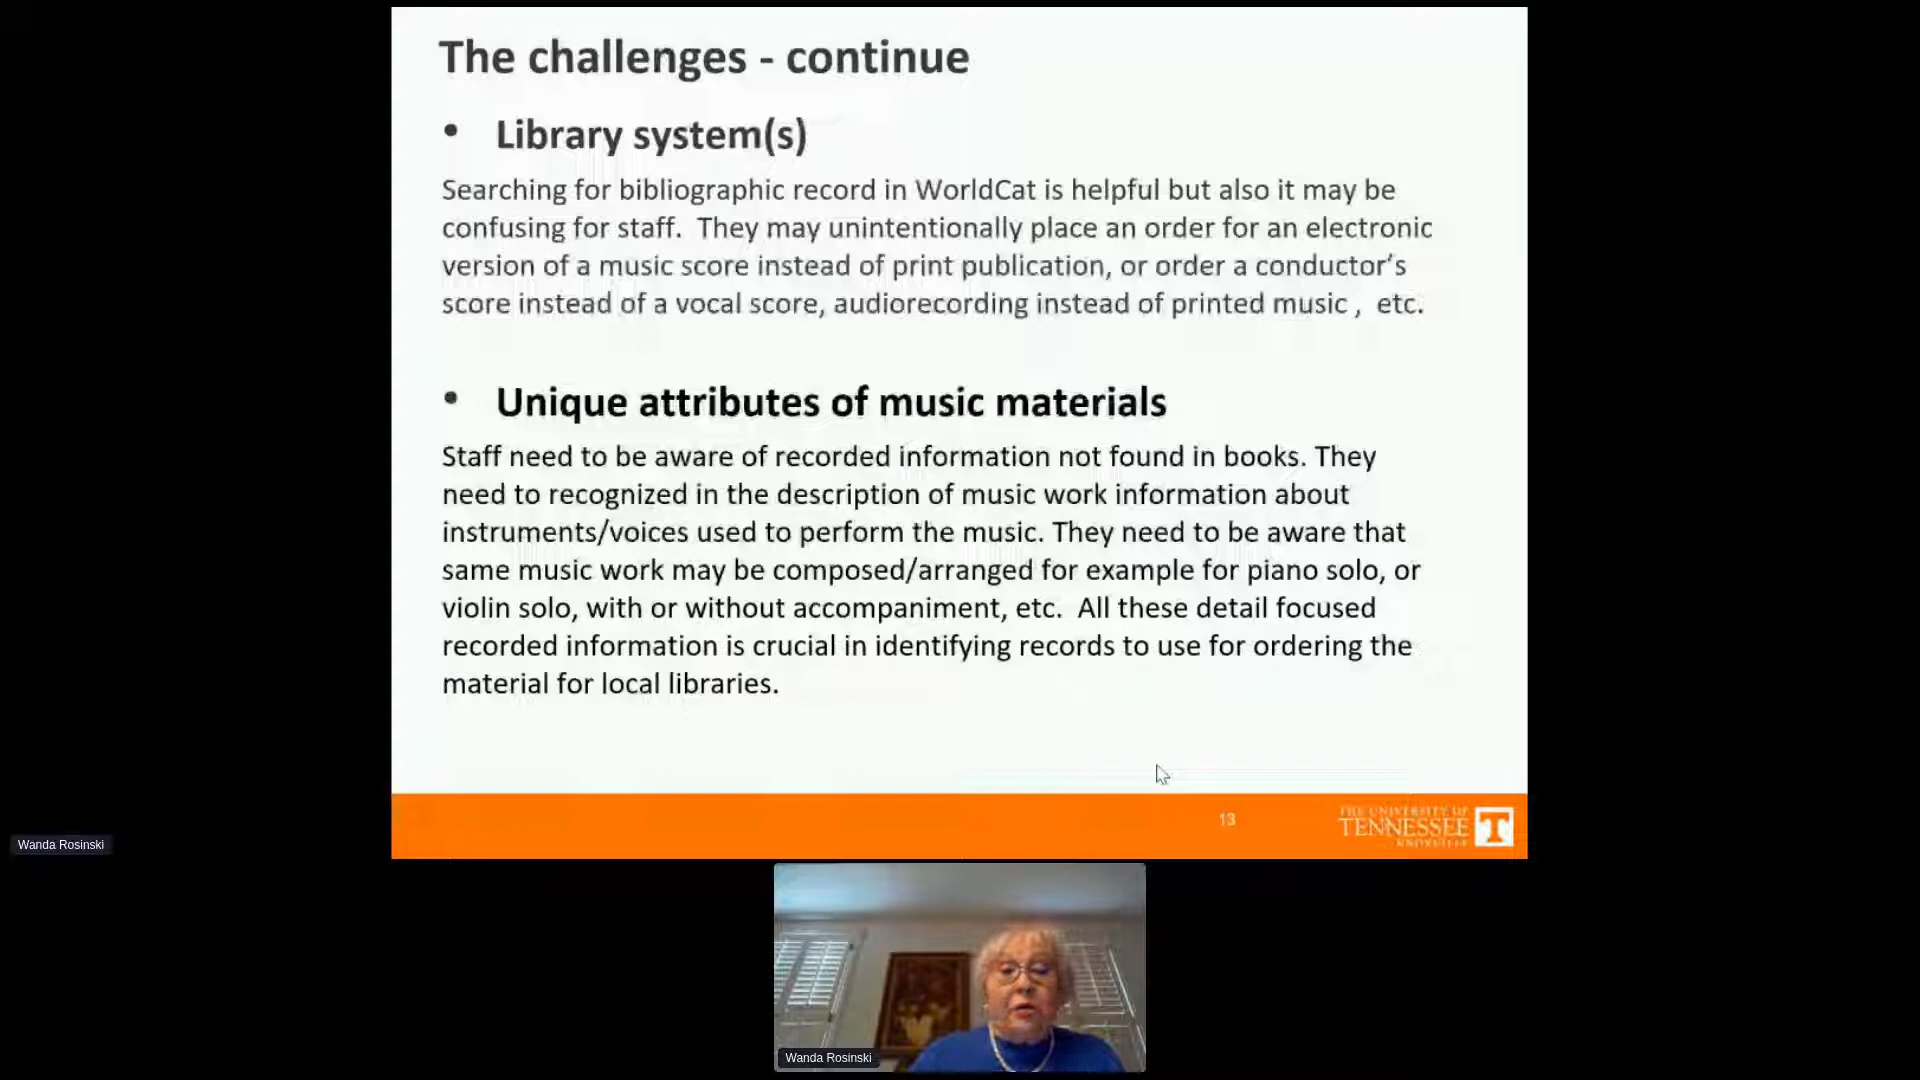 The challenges - continue
• Library system(s)
Searching for bibliographic record in WorldCat is helpful but also it may be
confusing for staff.  They may unintentionally place an order for an electronic
version of a music score instead of print publication, or order a conductor's
score instead of a vocal score, audiorecording instead of printed music ,  etc.
• Unique attributes of music materials
Staff need to be aware of recorded information not found in books. They
need to recognized in the description of music work information about
instruments/voices used to perform the music. They need to be aware that
same music work may be composed/arranged for example for piano solo, or
violin solo, with or without accompaniment, etc.  All these detail focused
recorded information is crucial in identifying records to use for ordering the
material for local libraries.
13
THE UNIVERSITY OF
TENNESSEE
KNOXVILLE
T
Wanda Rosinski
Wanda Rosinski